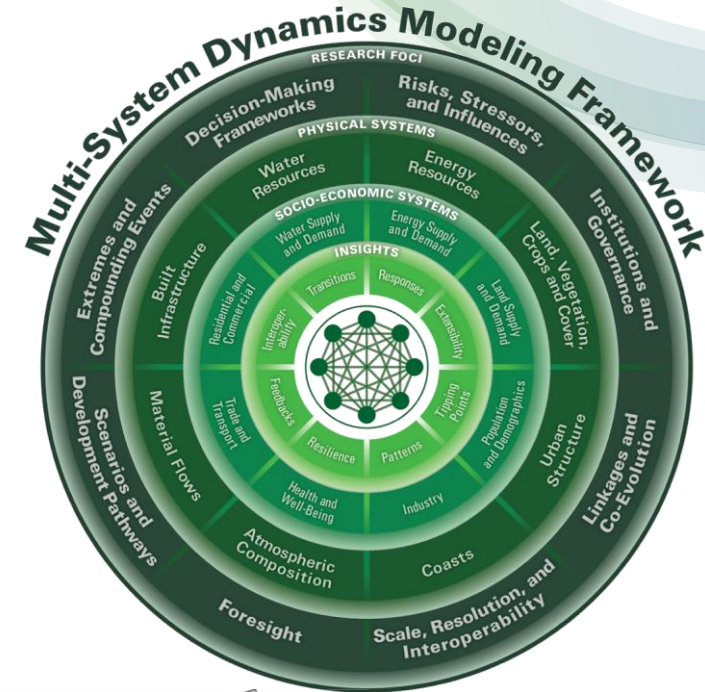 Multi-System Dynamics Modeling Framework
RESEARCH FOCI
Decision-Making
Frameworks
Risks, Stressors,
and Influences
Institutions and
Governance
Linkages and
Co-Evolution
Scale, Resolution, and
Interoperability
Foresight
Scenarios and
Development Pathways
Extremes and
Compounding Events
PHYSICAL SYSTEMS
Water
Resources
Energy
Resources
Land, Vegetation,
Crops and Cover
Urban
Structure
Coasts
Atmospheric
Composition
Material Flows
Built
Infrastructure
SOCIO-ECONOMIC SYSTEMS
Water Supply
and Demand
Energy Supply
and Demand
Land Supply
and Demand
Population
and Demographics
Industry
Health and
Well-Being
Trade and
Transport
Residential and
Commercial
INSIGHTS
Transitions
Responses
Extensibility
Tipping
Points
Patterns
Resilience
Feedbacks
Interoper-
ability